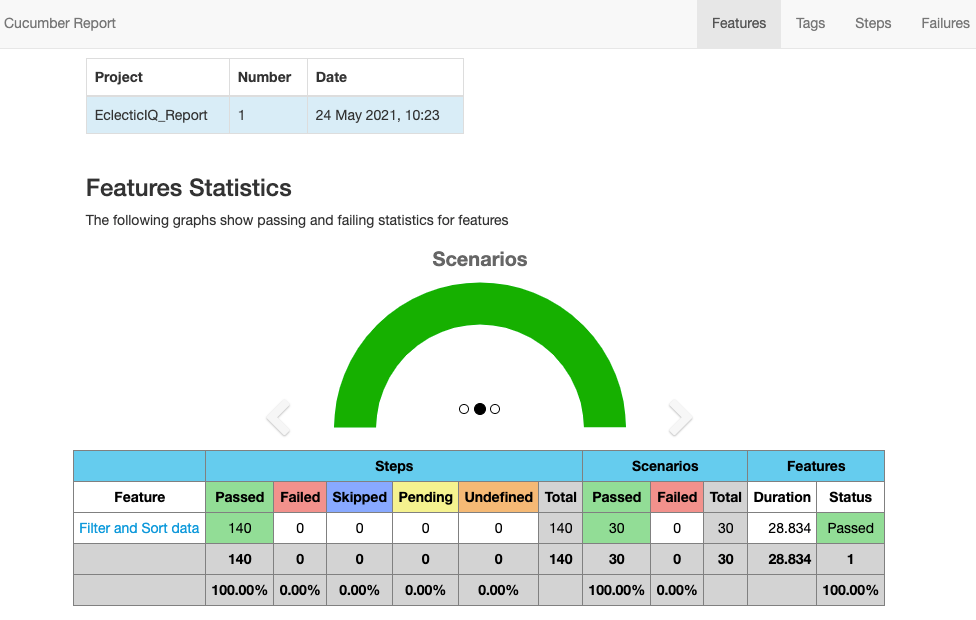 Cucumber Report Features Tags Steps Failures
Project Number Date
EclecticIQ_Report 1 24 May 2021, 10:23
Features Statistics
The following graphs show passing and failing statistics for features
Scenarios
Steps Scenarios Features
Feature Passed Failed Skipped Pending Undefined Total Passed Failed Total Duration Status
Filter and Sort data 140 0 0 0 0 140 30 0 30 28.834 Passed
140 0 0 0 0 140 30 0 30 28.834 1
100.00% 0.00% 0.00% 0.00% 0.00% 100.00% 0.00% 100.00%